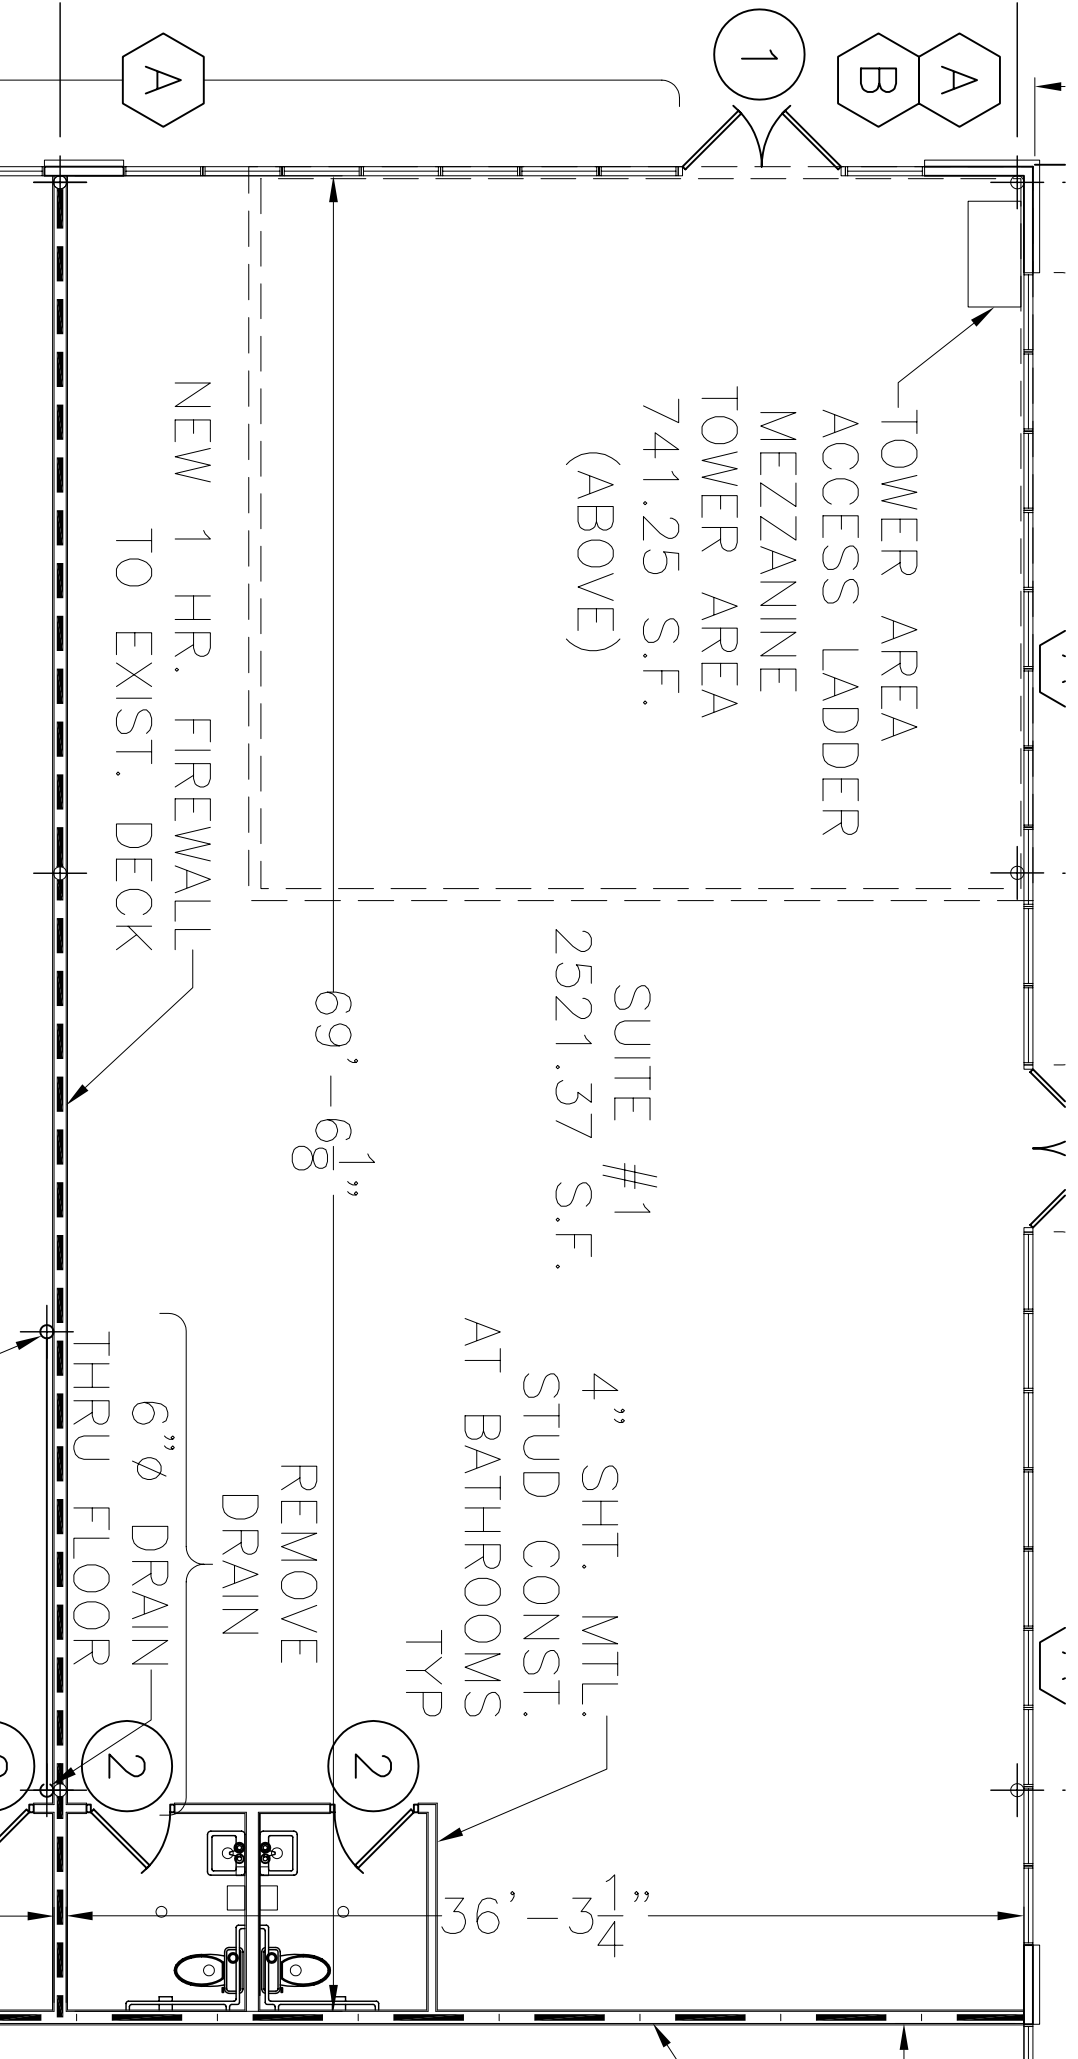 A
B
1
A
TOWER AREA
ACCESS LADDER
MEZZANINE
TOWER AREA
741.25 S.F.
(ABOVE)
NEW 1 HR. FIREWALL
TO EXIST. DECK
SUITE #1
2521.37 S.F.
69'-6 1/8"
4" SHT. MTL.
STUD CONST.
AT BATHROOMS
TYP
REMOVE
DRAIN
6"ø DRAIN
THRU FLOOR
2
2
36'-3 1/4"